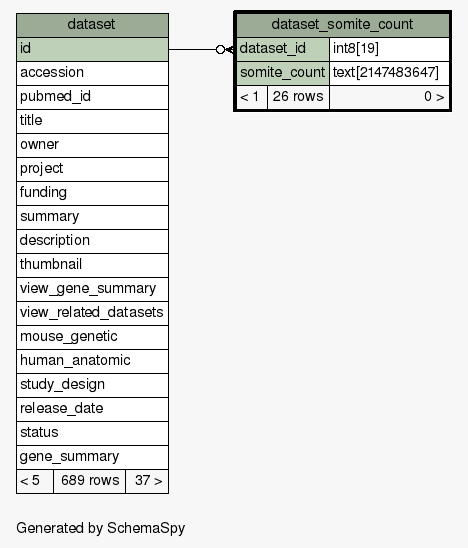 dataset
id
accession
pubmed_id
title
owner
project
funding
summary
description
thumbnail
view_gene_summary
view_related_datasets
mouse_genetic
human_anatomic
study_design
release_date
status
gene_summary
< 5 689 rows 37 >
dataset_somite_count
dataset_id int8[19]
somite_count text[2147483647]
< 1 26 rows 0 >
Generated by SchemaSpy